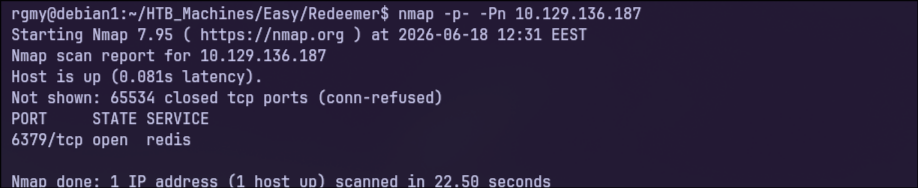 rgmy@debian1:~/HTB_Machines/Easy/Redeemer$ nmap -p- -Pn 10.129.136.187
Starting Nmap 7.95 ( https://nmap.org ) at 2026-06-18 12:31 EEST
Nmap scan report for 10.129.136.187
Host is up (0.081s latency).
Not shown: 65534 closed tcp ports (conn-refused)
PORT     STATE SERVICE
6379/tcp open  redis

Nmap done: 1 IP address (1 host up) scanned in 22.50 seconds